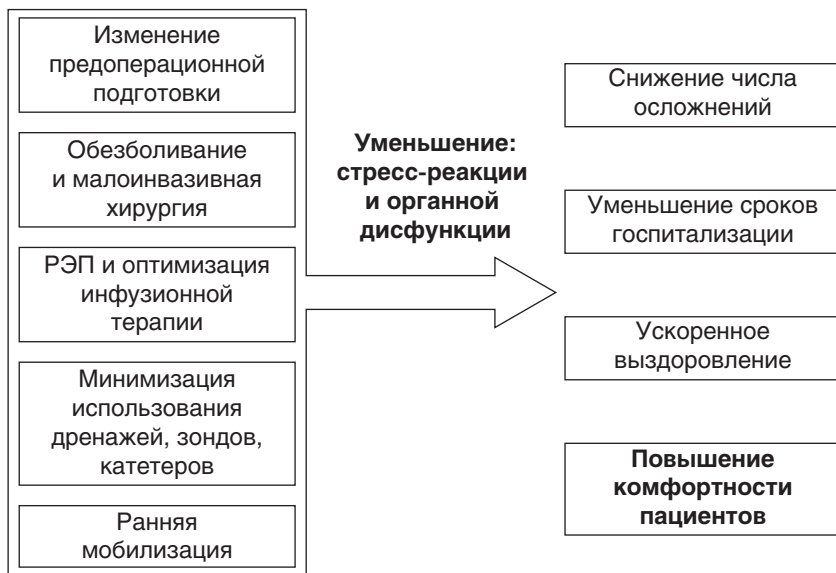 Изменение
предоперационной
подготовки
Обезболивание
и малоинвазивная
хирургия
РЭП и оптимизация
инфузионной
терапии
Минимизация
использования
дренажей, зондов,
катетеров
Ранняя
мобилизация
Уменьшение:
стресс-реакции
и органной
дисфункции
Снижение числа
осложнений
Уменьшение сроков
госпитализации
Ускоренное
выздоровление
Повышение
комфортности
пациентов